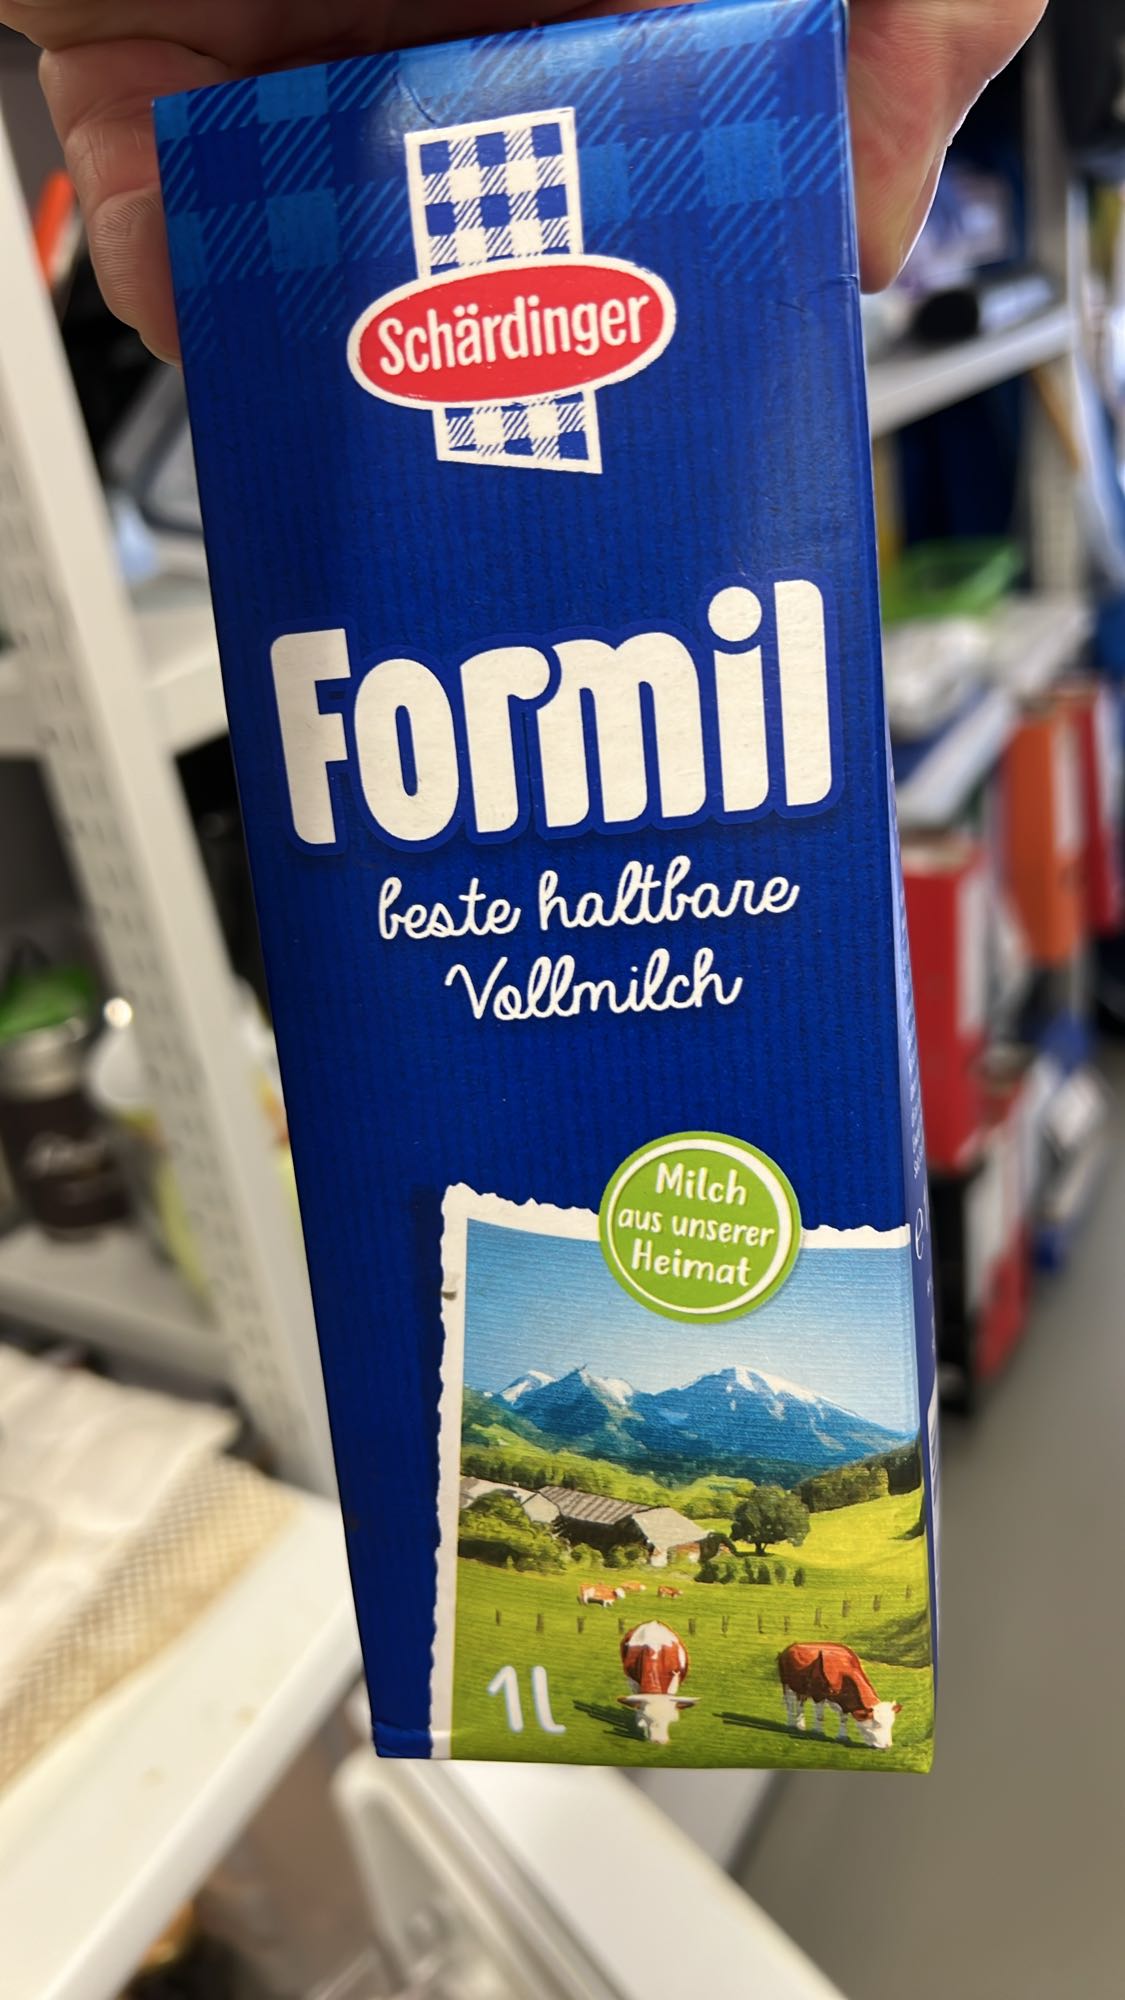 Schärdinger
Formil
beste haltbare
Vollmilch
Milch
aus unserer
Heimat
1L